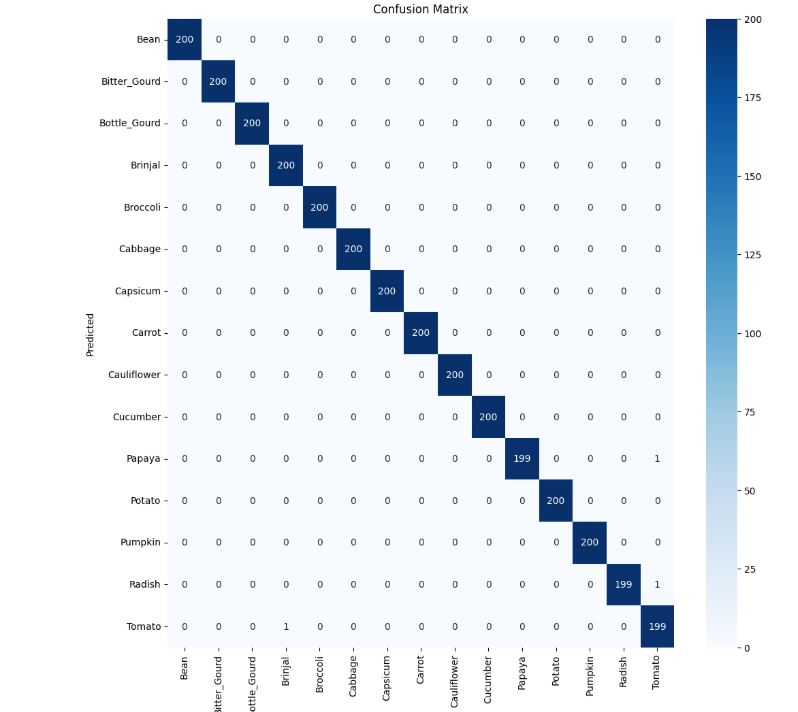 Confusion Matrix
Predicted
Bean 200 0 0 0 0 0 0 0 0 0 0 0 0 0 0
Bitter_Gourd 0 200 0 0 0 0 0 0 0 0 0 0 0 0 0
Bottle_Gourd 0 0 200 0 0 0 0 0 0 0 0 0 0 0 0
Brinjal 0 0 0 200 0 0 0 0 0 0 0 0 0 0 0
Broccoli 0 0 0 0 200 0 0 0 0 0 0 0 0 0 0
Cabbage 0 0 0 0 0 200 0 0 0 0 0 0 0 0 0
Capsicum 0 0 0 0 0 0 200 0 0 0 0 0 0 0 0
Carrot 0 0 0 0 0 0 0 200 0 0 0 0 0 0 0
Cauliflower 0 0 0 0 0 0 0 0 200 0 0 0 0 0 0
Cucumber 0 0 0 0 0 0 0 0 0 200 0 0 0 0 0
Papaya 0 0 0 0 0 0 0 0 0 0 199 0 0 0 1
Potato 0 0 0 0 0 0 0 0 0 0 0 200 0 0 0
Pumpkin 0 0 0 0 0 0 0 0 0 0 0 0 200 0 0
Radish 0 0 0 0 0 0 0 0 0 0 0 0 0 199 1
Tomato 0 0 0 1 0 0 0 0 0 0 0 0 0 0 199
Bean
itter_Gourd
ottle_Gourd
Brinjal
Broccoli
Cabbage
Capsicum
Carrot
Cauliflower
Cucumber
Papaya
Potato
Pumpkin
Radish
Tomato
200
175
150
125
100
75
50
25
0